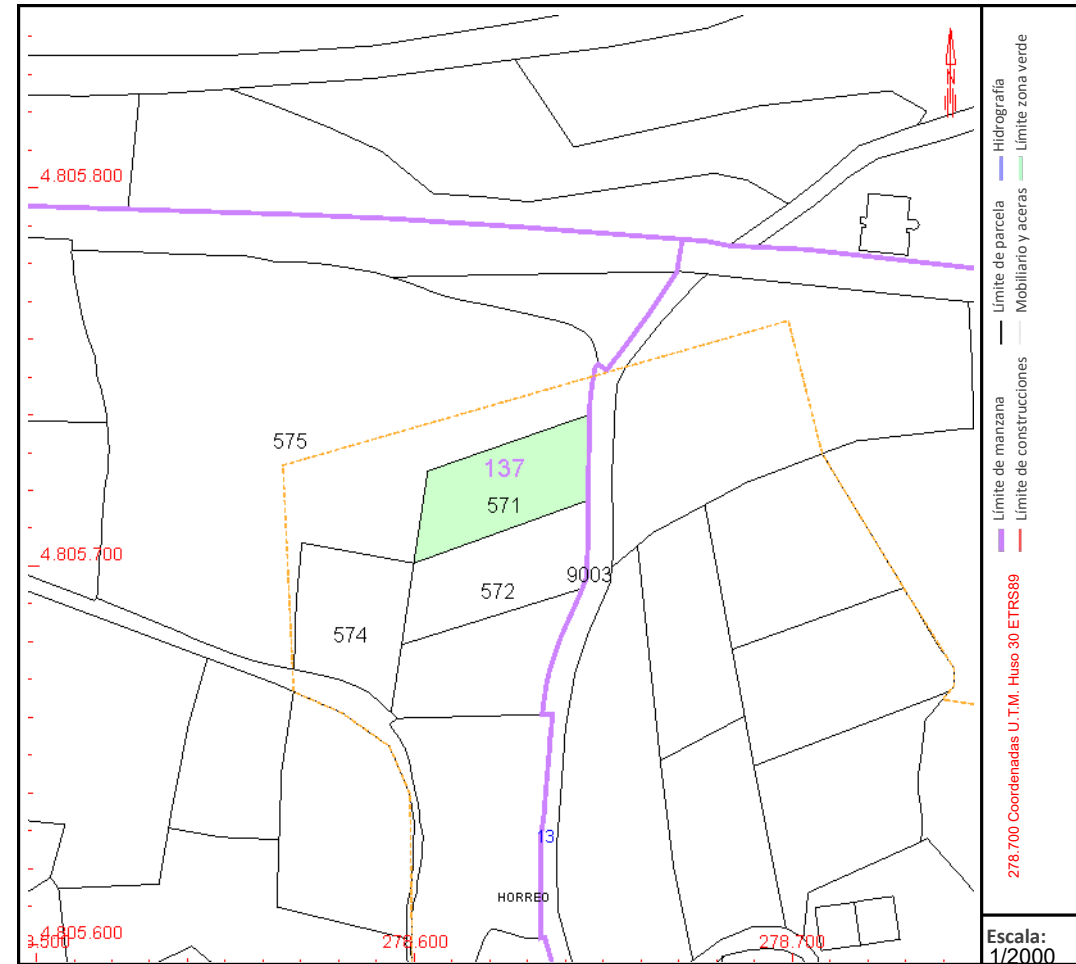 4.805.800
575
137
571
4.805.700
9003
572
574
13
HORREO
4.805.600
278.600
278.700
N
Límite de manzana
Límite de parcela
Hidrografía
Límite de construcciones
Mobiliario y aceras
Límite zona verde
278.700 Coordenadas U.T.M. Huso 30 ETRS89
Escala:
1/2000